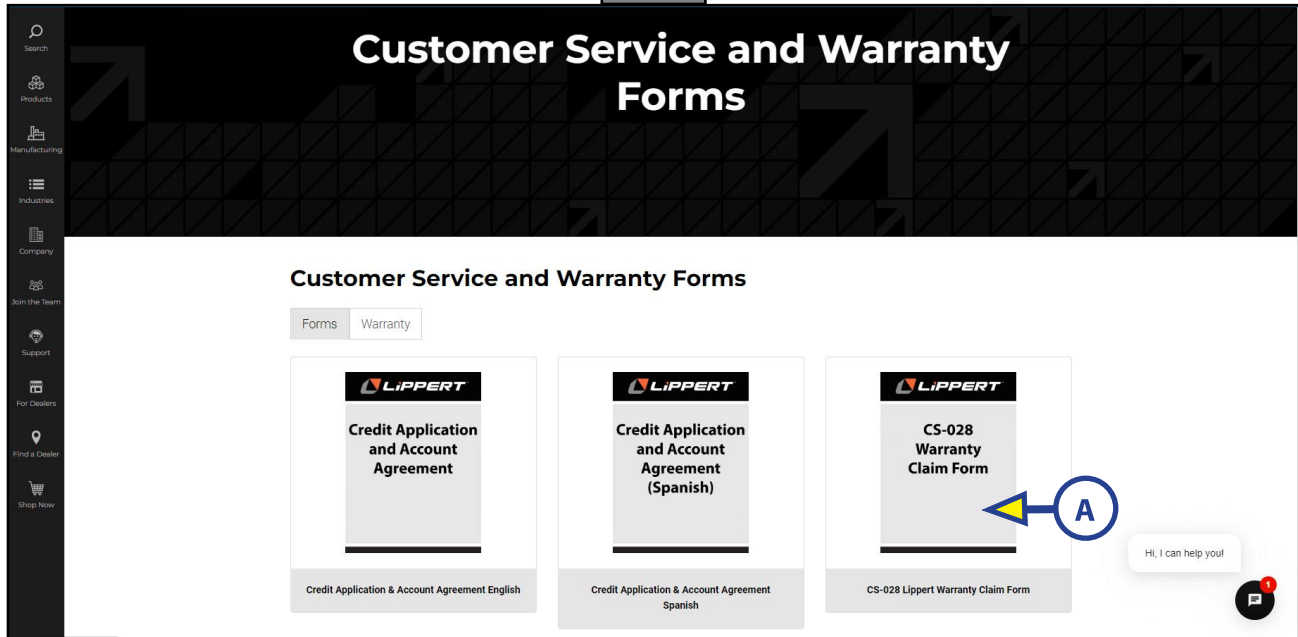 Search
Products
Manufacturing
Industries
Company
Join the Team
Support
For Dealers
Find a Dealer
Shop Now
Customer Service and Warranty
Forms
Customer Service and Warranty Forms
Forms
Warranty
LiPPERT
Credit Application
and Account
Agreement
Credit Application & Account Agreement English
LiPPERT
Credit Application
and Account
Agreement
(Spanish)
Credit Application & Account Agreement
Spanish
LiPPERT
CS-028
Warranty
Claim Form
CS-028 Lippert Warranty Claim Form
A
Hi, I can help you!
1